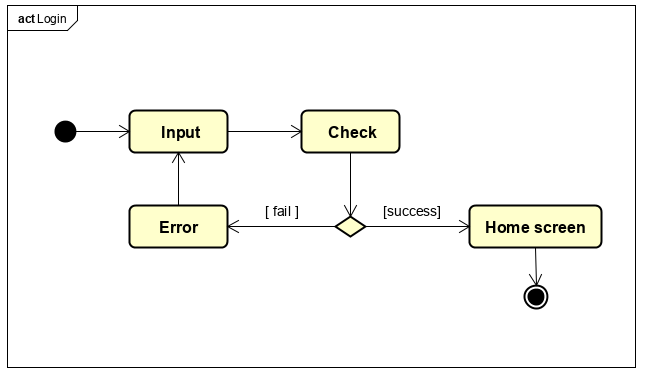 act Login
Input
Check
[ fail ]
[success]
Error
Home screen